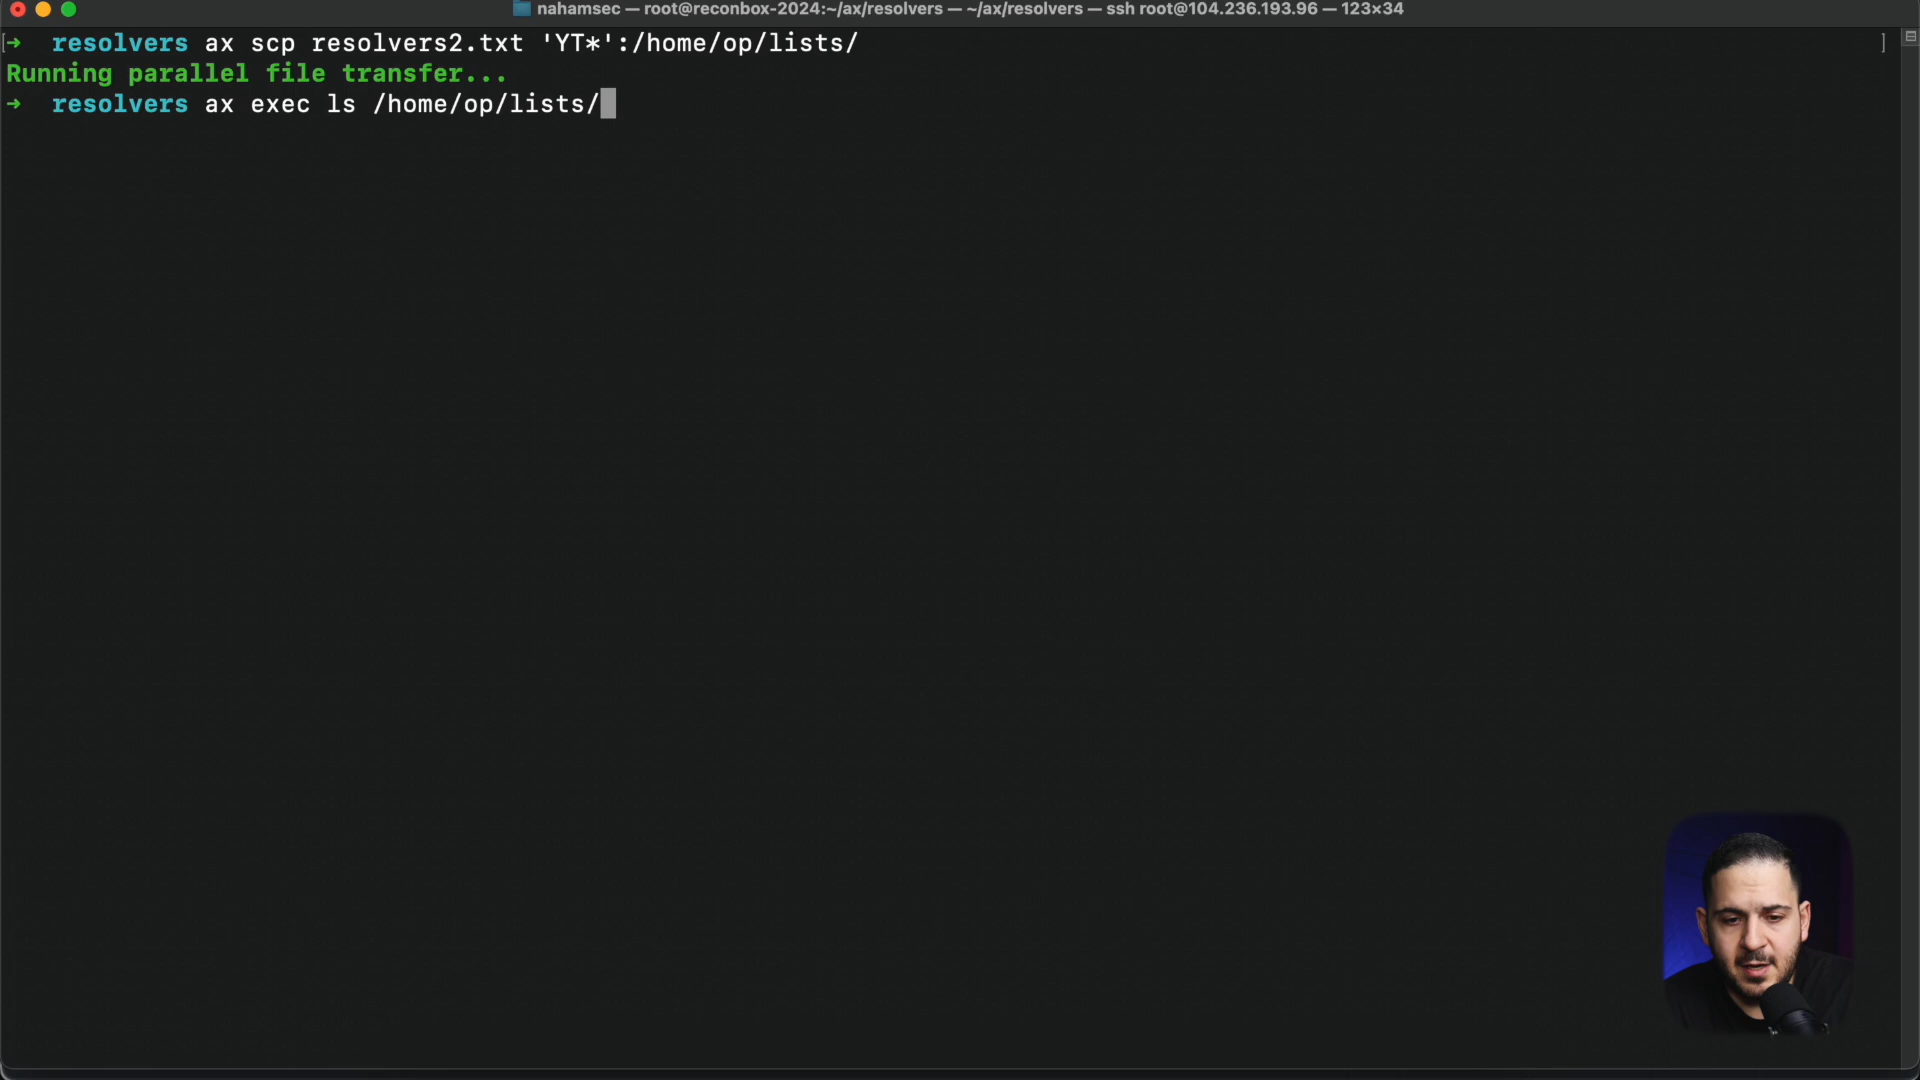 nahamsec — root@reconbox-2024:~/ax/resolvers — ~/ax/resolvers — ssh root@104.236.193.96 — 123×34
[➜  resolvers ax scp resolvers2.txt 'YT*':/home/op/lists/ ]
Running parallel file transfer...
➜  resolvers ax exec ls /home/op/lists/